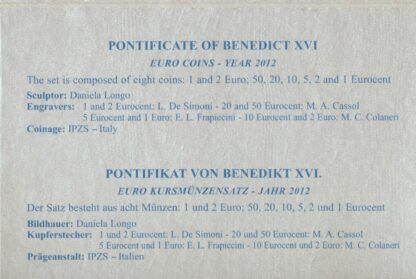 PONTIFICATE OF BENEDICT XVI
EURO COINS - YEAR 2012
The set is composed of eight coins: 1 and 2 Euro; 50, 20, 10, 5, 2 and 1 Eurocent
Sculptor: Daniela Longo
Engravers: 1 and 2 Eurocent: L. De Simoni - 20 and 50 Eurocent: M. A. Cassol
5 Eurocent and 1 Euro; E. L. Frapiccini - 10 Eurocent and 2 Euro: M. C. Colaneri
Coinage: IPZS – Italy
PONTIFIKAT VON BENEDIKT XVI.
EURO KURSMÜNZENSATZ - JAHR 2012
Der Satz besteht aus acht Münzen: 1 und 2 Euro; 50, 20, 10, 5, 2 und 1 Eurocent
Bildhauer: Daniela Longo
Kupferstecher: 1 und 2 Eurocent: L. De Simoni - 20 und 50 Eurocent: M. A. Cassol
5 Eurocent und 1 Euro: E. L. Frapiccini - 10 Eurocent und 2 Euro: M. C. Colaneri
Prägeanstalt: IPZS – Italien